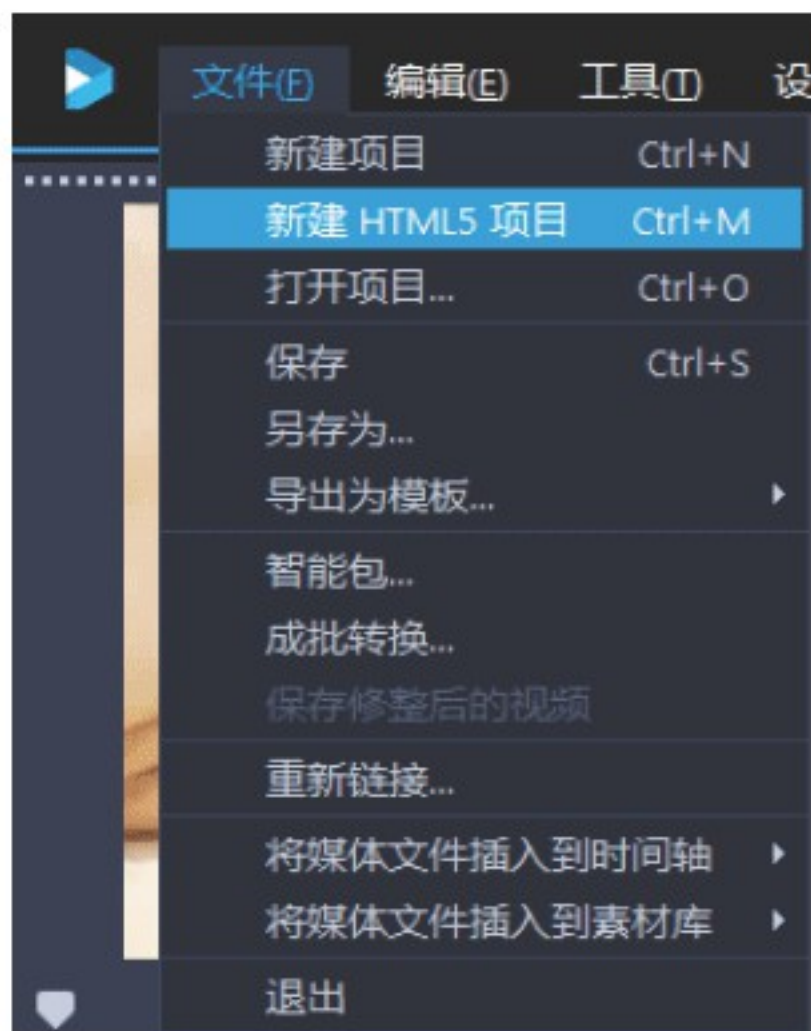 文件(F) 编辑(E) 工具(T) 设
新建项目 Ctrl+N
新建 HTML5 项目 Ctrl+M
打开项目... Ctrl+O
保存 Ctrl+S
另存为...
导出为模板...
智能包...
成批转换...
保存修整后的视频
重新链接...
将媒体文件插入到时间轴
将媒体文件插入到素材库
退出